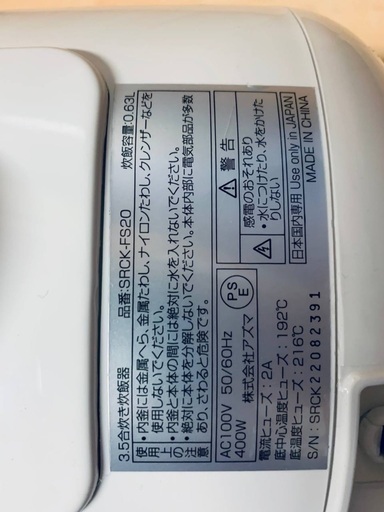 3.5合炊き炊飯器 品番:SRCK-FS20 炊飯容量:0.63L
使用上の注意
・内釜には金属へら、金属たわし、ナイロンたわし、クレンザーなどを
使用しないでください。
・内釜と本体の間には絶対に水を入れないでください。
・絶対に本体を分解しないでください。本体内部に電気部品が多数
あり、さわると危険です。
AC100V 50/60Hz
400W
PS
E
株式会社アズマ
電流ヒューズ:2A
底中心温度ヒューズ:192℃
底温度ヒューズ:216℃
S/N: SRCK22082391
警告
感電のおそれあり
・水につけたり、水をかけた
りしない
日本国内専用 Use only in JAPAN
MADE IN CHINA